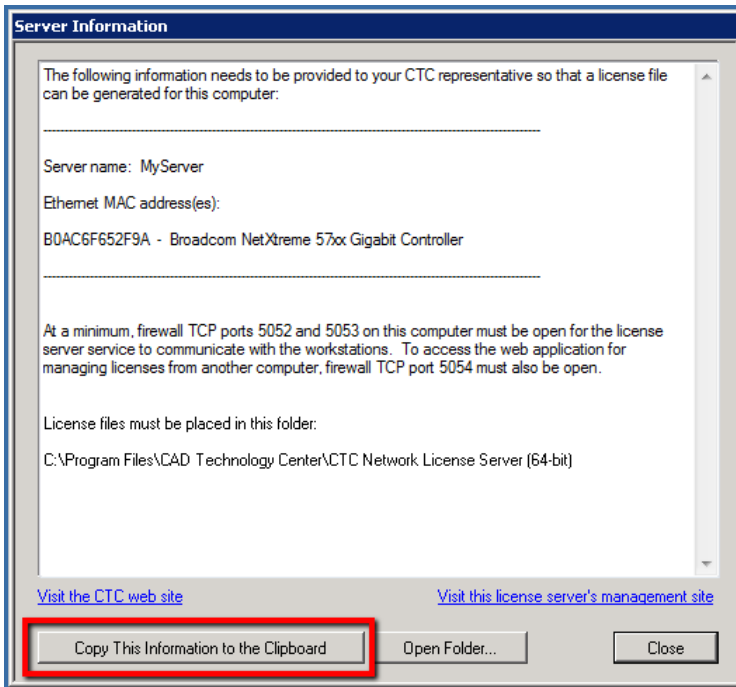 Server Information
The following information needs to be provided to your CTC representative so that a license file
can be generated for this computer:
Server name:  MyServer
Ethernet MAC address(es):
B0AC6F652F9A  -  Broadcom NetXtreme 57xx Gigabit Controller
At a minimum, firewall TCP ports 5052 and 5053 on this computer must be open for the license
server service to communicate with the workstations.  To access the web application for
managing licenses from another computer, firewall TCP port 5054 must also be open.
License files must be placed in this folder:
C:\Program Files\CAD Technology Center\CTC Network License Server (64-bit)
Visit the CTC web site
Visit this license server's management site
Copy This Information to the Clipboard
Open Folder...
Close